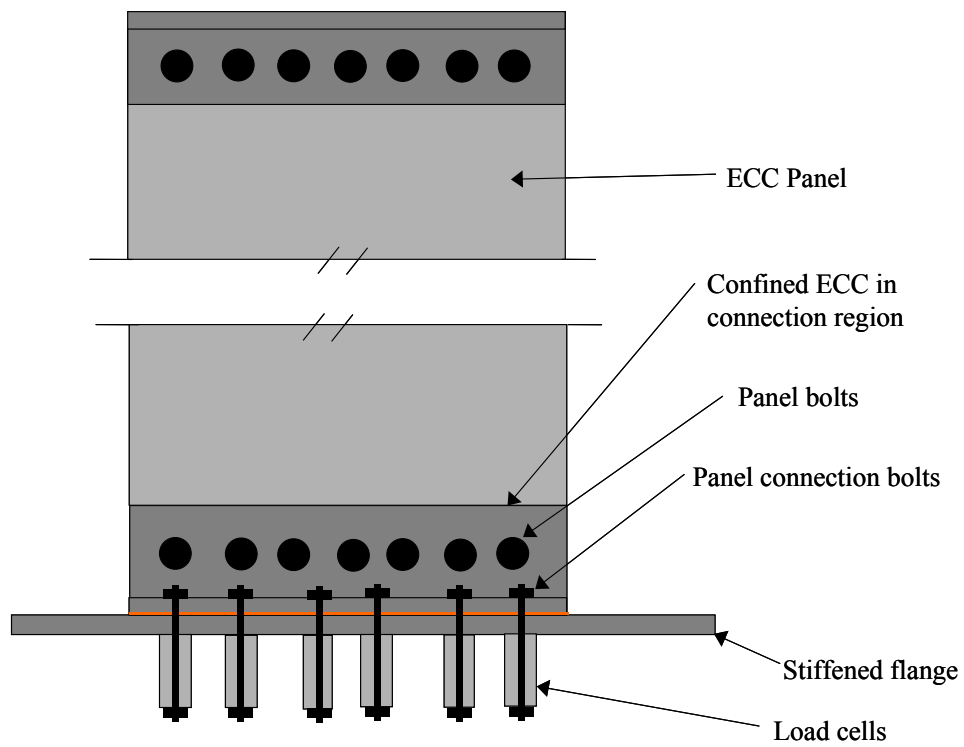 ECC Panel
Confined ECC in
connection region
Panel bolts
Panel connection bolts
Stiffened flange
Load cells